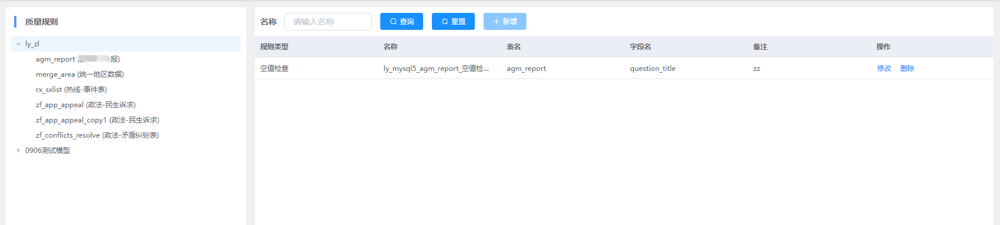 质量规则
ly_zl
agm_report (报)
merge_area (统一地区数据)
rx_sxlist (热线-事件表)
zf_app_appeal (政法-民生诉求)
zf_app_appeal_copy1 (政法-民生诉求)
zf_conflicts_resolve (政法-矛盾纠纷表)
0906测试模型
名称 请输入名称 查询 重置 新增
规则类型 名称 表名 字段名 备注 操作
空值检查 ly_mysql5_agm_report_空值检... agm_report question_title zz 修改 删除